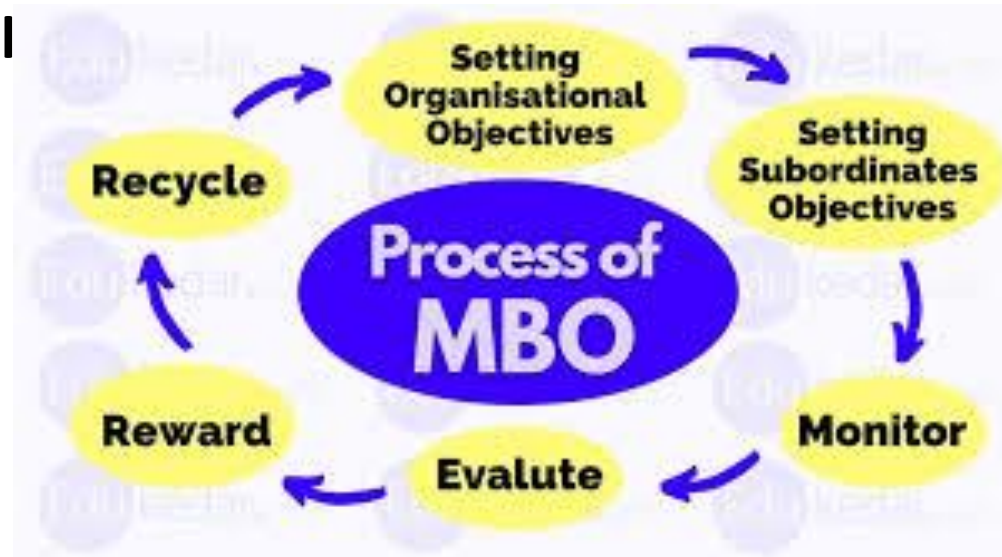 Setting
Organisational
Objectives
Setting
Subordinates
Objectives
Recycle
Process of
MBO
Reward
Monitor
Evalute